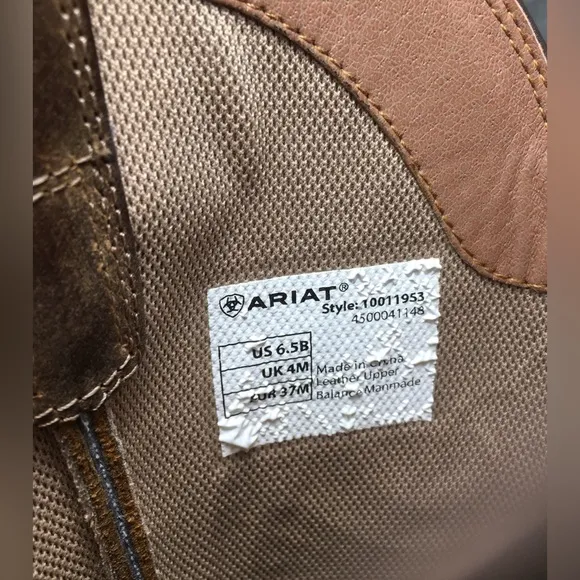 ARIAT®
Style: 10011953
4500041148
US 6.5B
UK 4M
EUR 37M
Made in China
Leather Upper
Balance Manmade